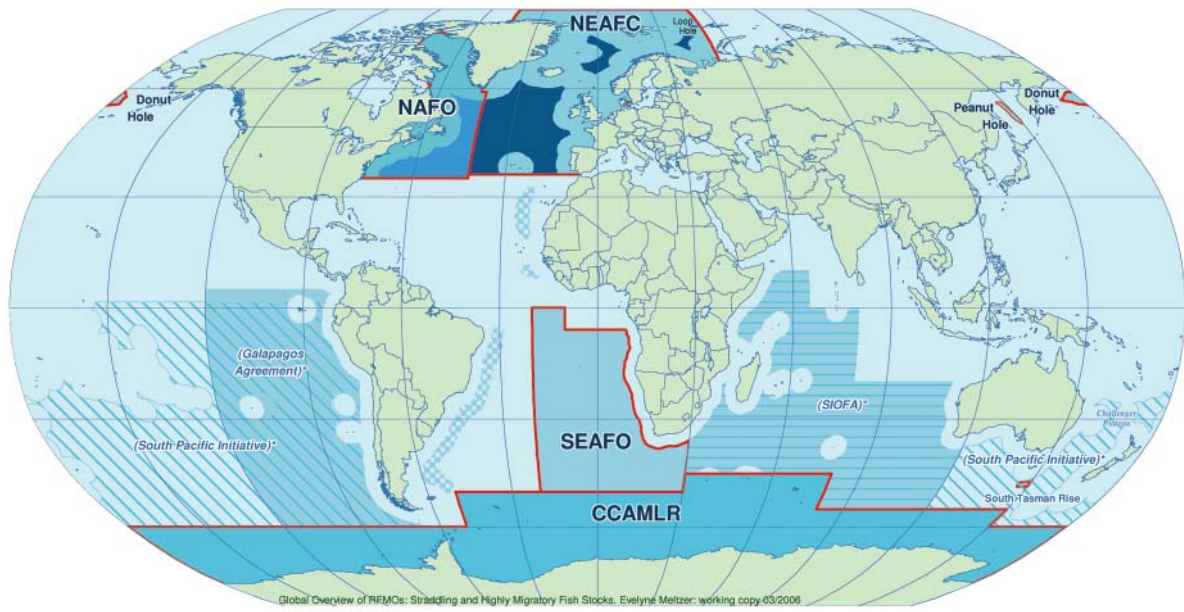 NEAFC
Loop
Hole
NAFO
Donut
Hole
Peanut
Hole
Donut
Hole
(Galapagos
Agreement)*
(South Pacific Initiative)*
SEAFO
(SIOFA)*
Challenger
Plateau
(South Pacific Initiative)*
South Tasman Rise
CCAMLR
Global Overview of RFMOs: Straddling and Highly Migratory Fish Stocks. Evelyne Meltzer: working copy 03/2006